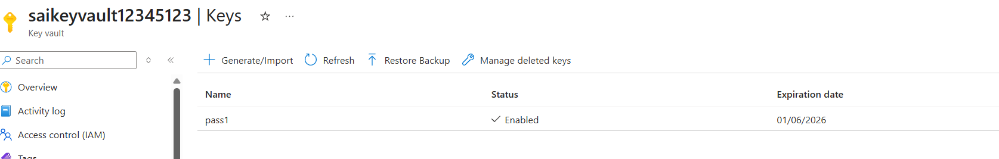 saikeyvault12345123 | Keys
Key vault
Search
Generate/Import Refresh Restore Backup Manage deleted keys
Overview
Activity log
Access control (IAM)
Tags
Name Status Expiration date
pass1 Enabled 01/06/2026